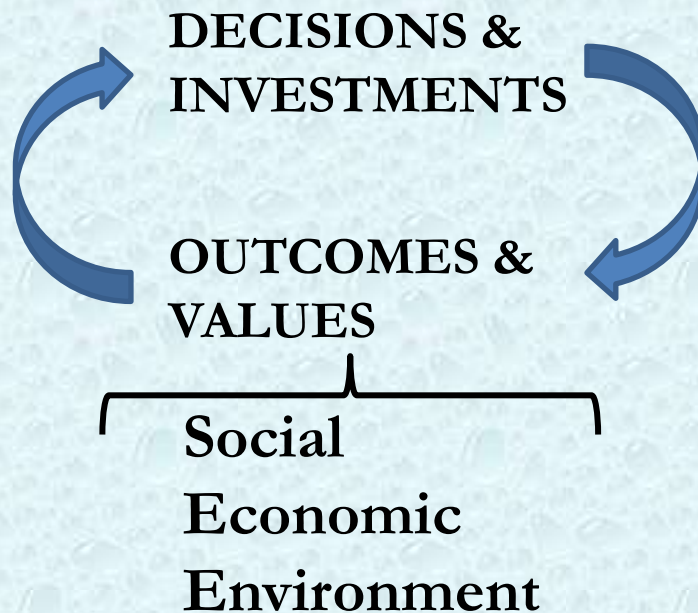 DECISIONS &
INVESTMENTS
OUTCOMES &
VALUES
Social
Economic
Environment